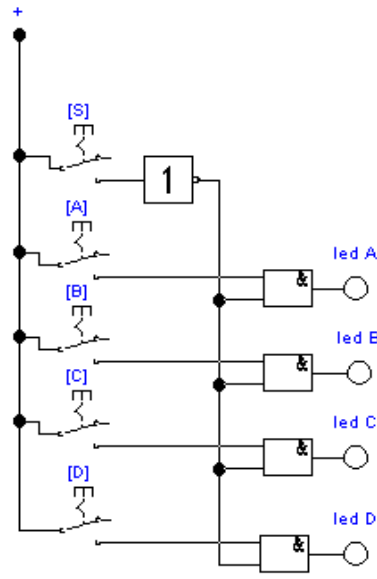 +
[S]
1
[A]
led A
&
[B]
led B
&
[C]
led C
&
[D]
led D
&